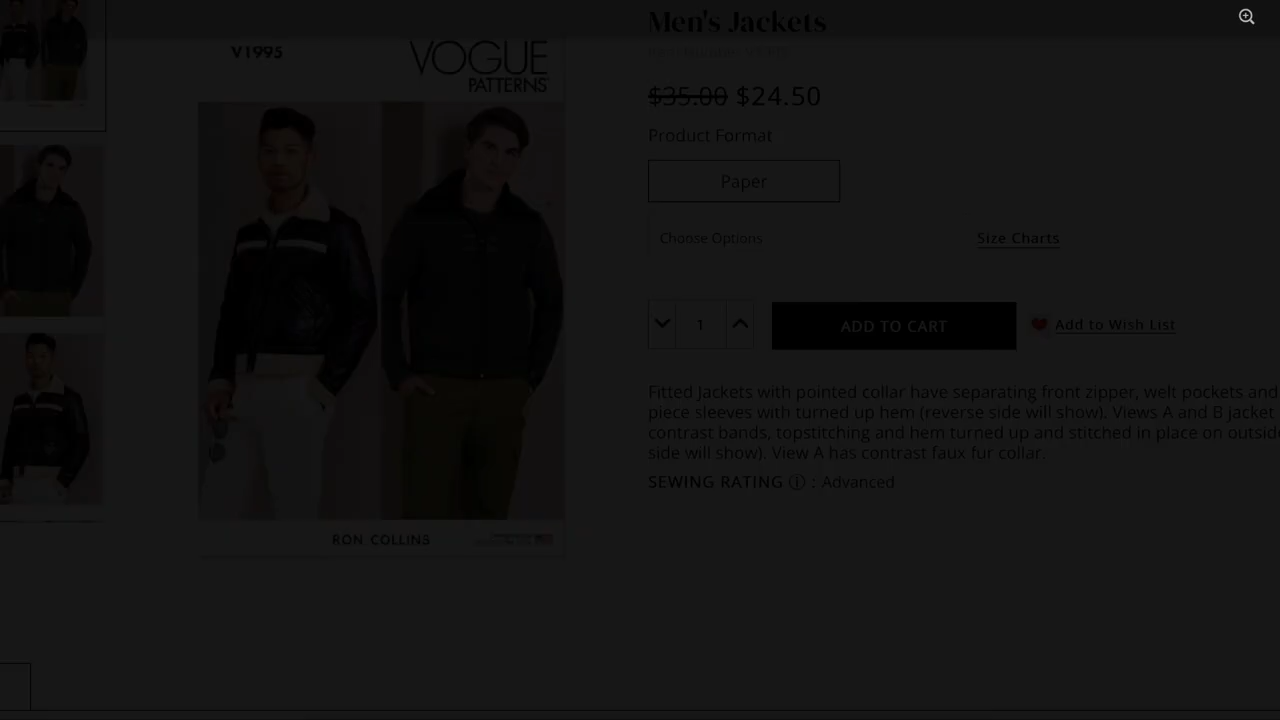 Men's Jackets
V1995
VOGUE
PATTERNS
$35.00 $24.50
Product Format
Paper
Choose Options
Size Charts
1
ADD TO CART
Add to Wish List
Fitted Jackets with pointed collar have separating front zipper, welt pockets and
piece sleeves with turned up hem (reverse side will show). Views A and B jacket,
contrast bands, topstitching and hem turned up and stitched in place on outside
side will show). View A has contrast faux fur collar.
SEWING RATING ⓘ : Advanced
RON COLLINS